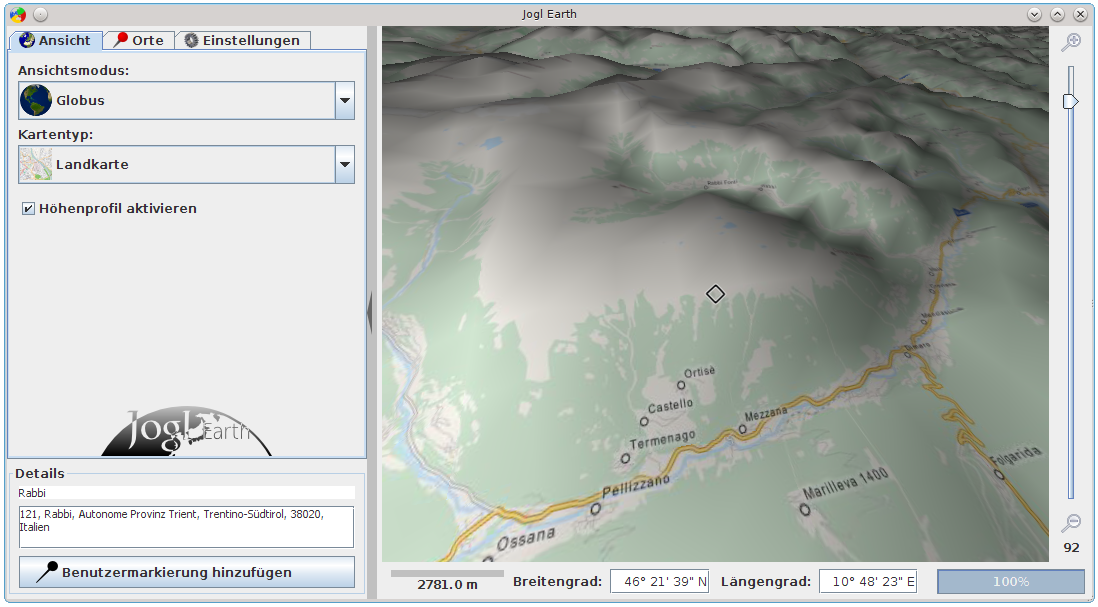 Jogl Earth
Ansicht
Orte
Einstellungen
Ansichtsmodus:
Globus
Kartentyp:
Landkarte
Höhenprofil aktivieren
Jogl Earth
Details
Rabbi
121, Rabbi, Autonome Provinz Trient, Trentino-Südtirol, 38020,
Italien
Benutzermarkierung hinzufügen
Ortisè
Castello
Mezzana
Termenago
Folgarida
Pellizzano
Marilleva 1400
Ossana
92
2781.0 m
Breitengrad:
46° 21' 39" N
Längengrad:
10° 48' 23" E
100%